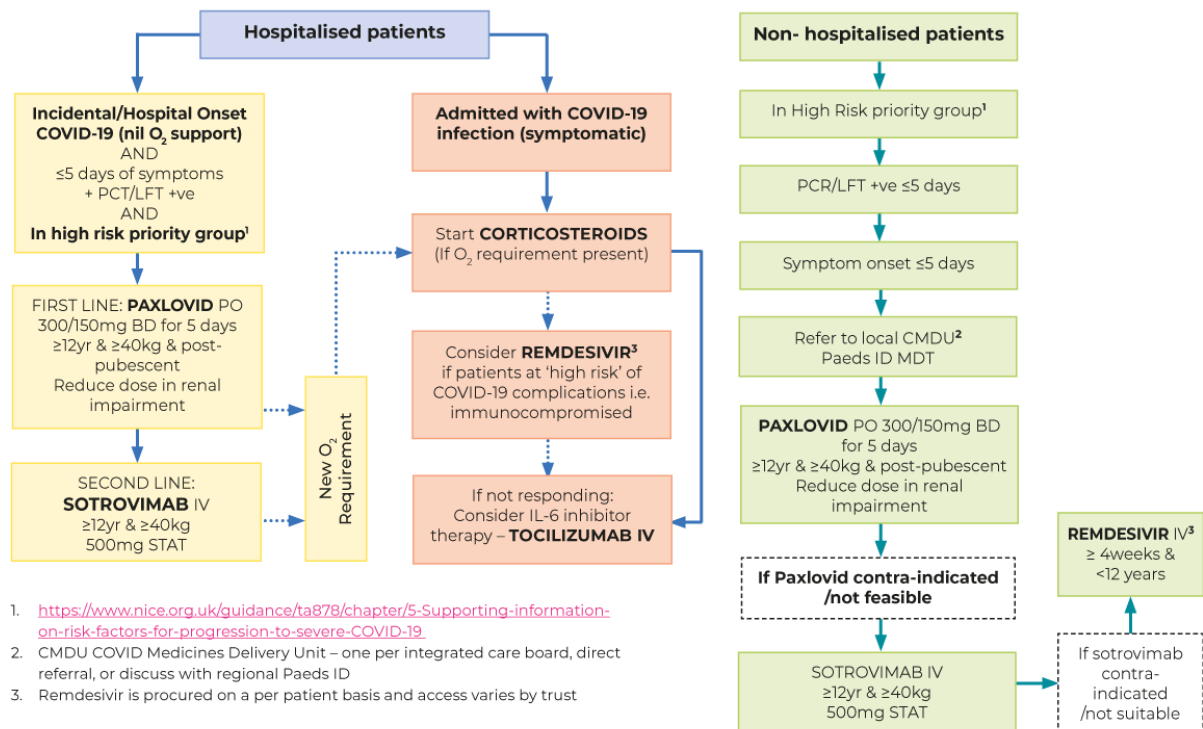 Hospitalised patients
Incidental/Hospital Onset
COVID-19 (nil O₂ support)
AND
≤5 days of symptoms
+ PCT/LFT +ve
AND
In high risk priority group¹
FIRST LINE: PAXLOVID PO
300/150mg BD for 5 days
≥12yr & ≥40kg & post-
pubescent
Reduce dose in renal
impairment
SECOND LINE:
SOTROVIMAB IV
≥12yr & ≥40kg
500mg STAT
New O₂
Requirement
Admitted with COVID-19
infection (symptomatic)
Start CORTICOSTEROIDS
(If O₂ requirement present)
Consider REMDESIVIR³
if patients at ‘high risk’ of
COVID-19 complications i.e.
immunocompromised
If not responding:
Consider IL-6 inhibitor
therapy – TOCILIZUMAB IV
Non- hospitalised patients
In High Risk priority group¹
PCR/LFT +ve ≤5 days
Symptom onset ≤5 days
Refer to local CMDU²
Paeds ID MDT
PAXLOVID PO 300/150mg BD
for 5 days
≥12yr & ≥40kg & post-pubescent
Reduce dose in renal
impairment
If Paxlovid contra-indicated
/not feasible
SOTROVIMAB IV
≥12yr & ≥40kg
500mg STAT
If sotrovimab
contra-
indicated
/not suitable
REMDESIVIR IV³
≥ 4weeks &
<12 years
1. https://www.nice.org.uk/guidance/ta878/chapter/5-Supporting-information-
on-risk-factors-for-progression-to-severe-COVID-19
2. CMDU COVID Medicines Delivery Unit – one per integrated care board, direct
referral, or discuss with regional Paeds ID
3. Remdesivir is procured on a per patient basis and access varies by trust